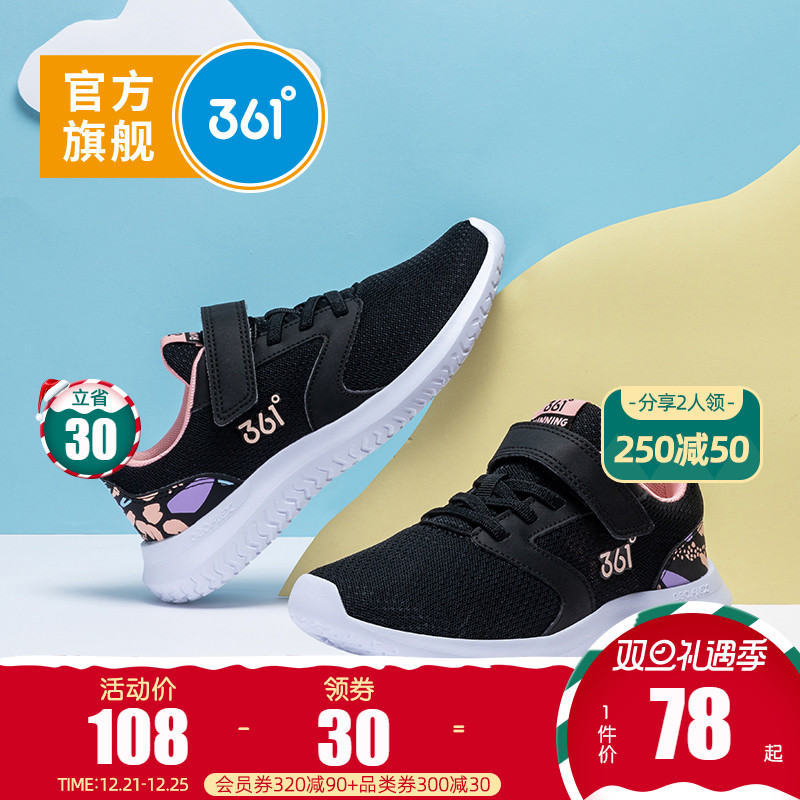 官方
旗舰
361°
立省
30
361°
361°
RUNNING
361°
-分享2人领-
250减50
双旦礼遇季
活动价
108
-
领券
30
=
1件价
78
起
TIME:12.21-12.25
会员券320减90+品类券300减30